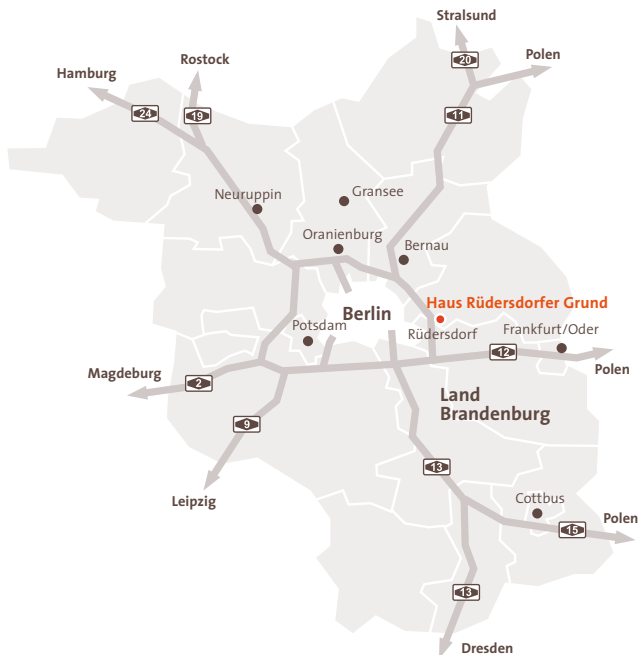 Stralsund
20
Polen
Rostock
Hamburg
24
19
11
Neuruppin
Gransee
Oranienburg
Bernau
Haus Rüdersdorfer Grund
Berlin
Potsdam
Rüdersdorf
Frankfurt/Oder
12
Polen
Magdeburg
2
9
Land
Brandenburg
13
Leipzig
Cottbus
15
Polen
13
Dresden